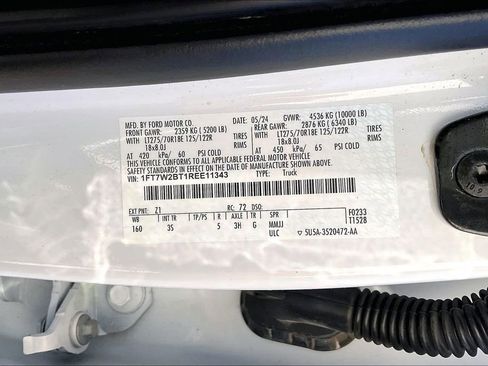 MFD. BY FORD MOTOR CO. DATE: 05/24 GVWR: 4536 KG (10000 LB)
FRONT GAWR: 2359 KG (5200 LB) REAR GAWR: 2876 KG (6340 LB)
WITH LT275/70R18E 125/122R TIRES WITH LT275/70R18E 125/122R TIRES
18x8.0J RIMS 18x8.0J RIMS
AT 420 kPa/ 60 PSI COLD AT 450 kPa/ 65 PSI COLD
THIS VEHICLE CONFORMS TO ALL APPLICABLE FEDERAL MOTOR VEHICLE
SAFETY STANDARDS IN EFFECT ON THE DATE OF MANUFACTURE SHOWN ABOVE.
VIN: 1FT7W2BT1REE11343 TYPE: Truck
EXT PNT: Z1 RC: 72 DSO: F0233
WB INT TR TP/PS R AXLE TR SPR T1528
160 3S 5 3H G MMJJ
ULC 5U5A-3520472-AA